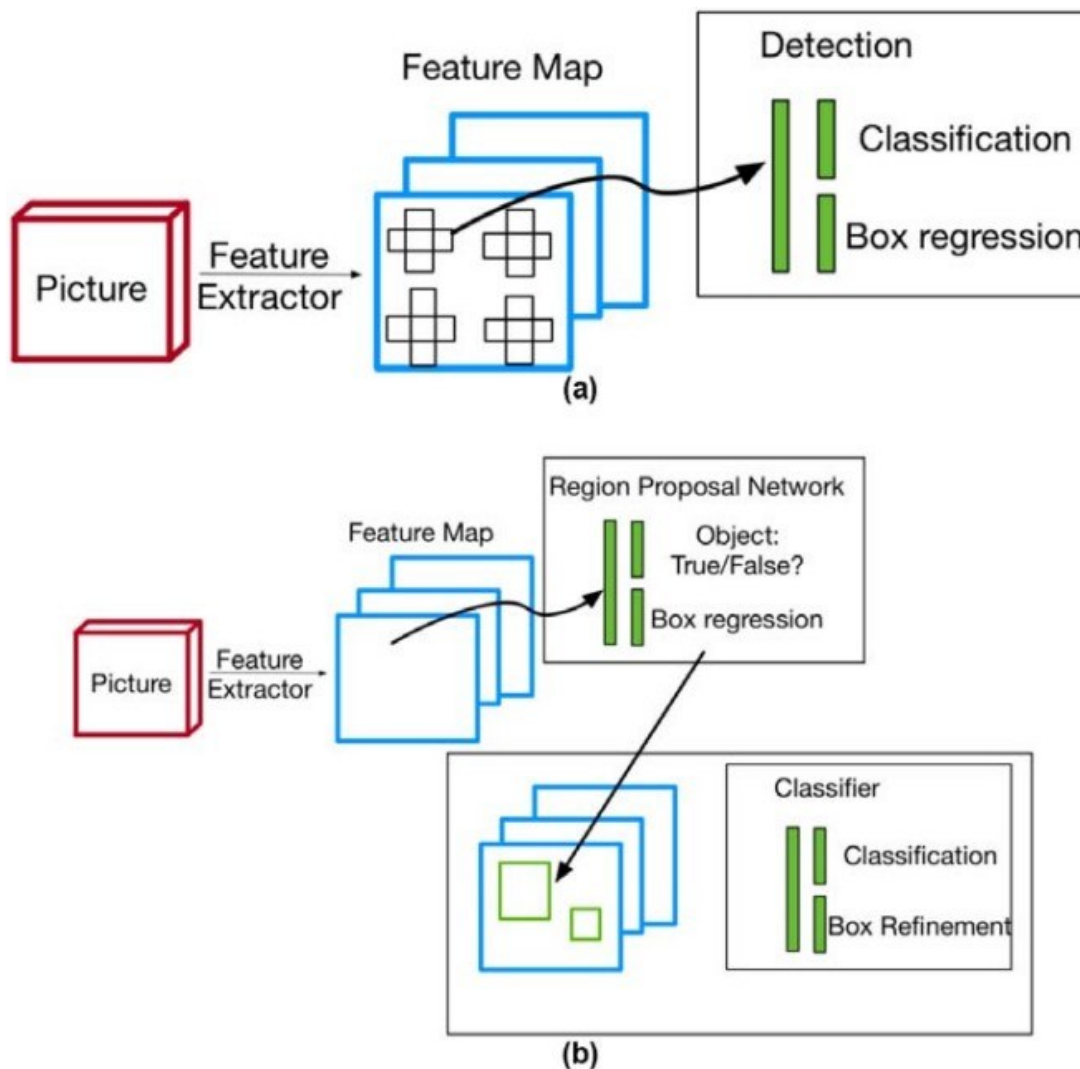 Feature Map
Detection
Classification
Box regression
Picture
Feature
Extractor
(a)
Region Proposal Network
Object:
True/False?
Box regression
Feature Map
Picture
Feature
Extractor
Classifier
Classification
Box Refinement
(b)